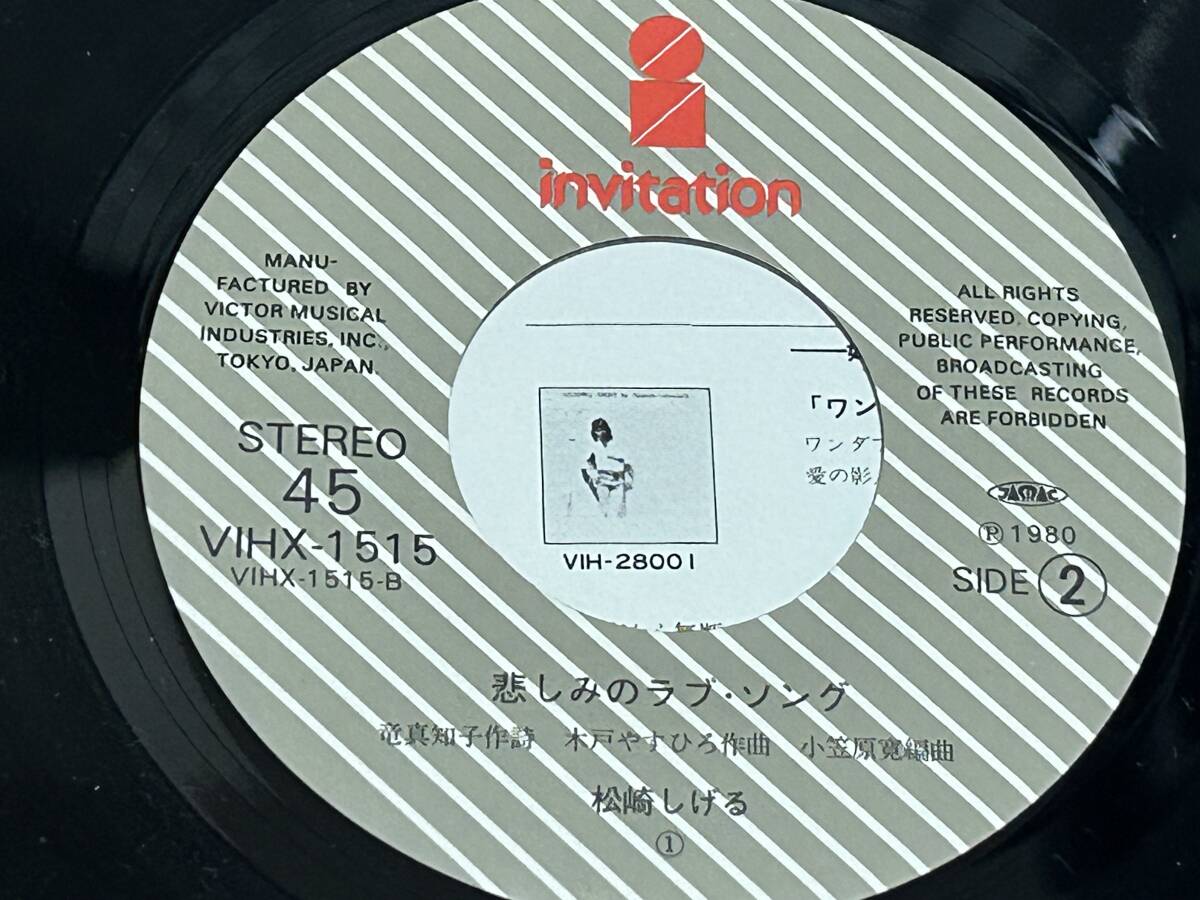 invitation
MANU-
FACTURED BY
VICTOR MUSICAL
INDUSTRIES, INC.,
TOKYO, JAPAN.
STEREO
45
VIHX-1515
VIHX-1515-B
「ワン
ワンダ
愛の影
VIH-28001
ALL RIGHTS
RESERVED. COPYING,
PUBLIC PERFORMANCE,
BROADCASTING
OF THESE RECORDS
ARE FORBIDDEN
JASRAC
Ⓟ1980
SIDE 2
悲しみのラブ・ソング
竜真知子作詩 木戸やすひろ作曲 小笠原寛編曲
松崎しげる
①